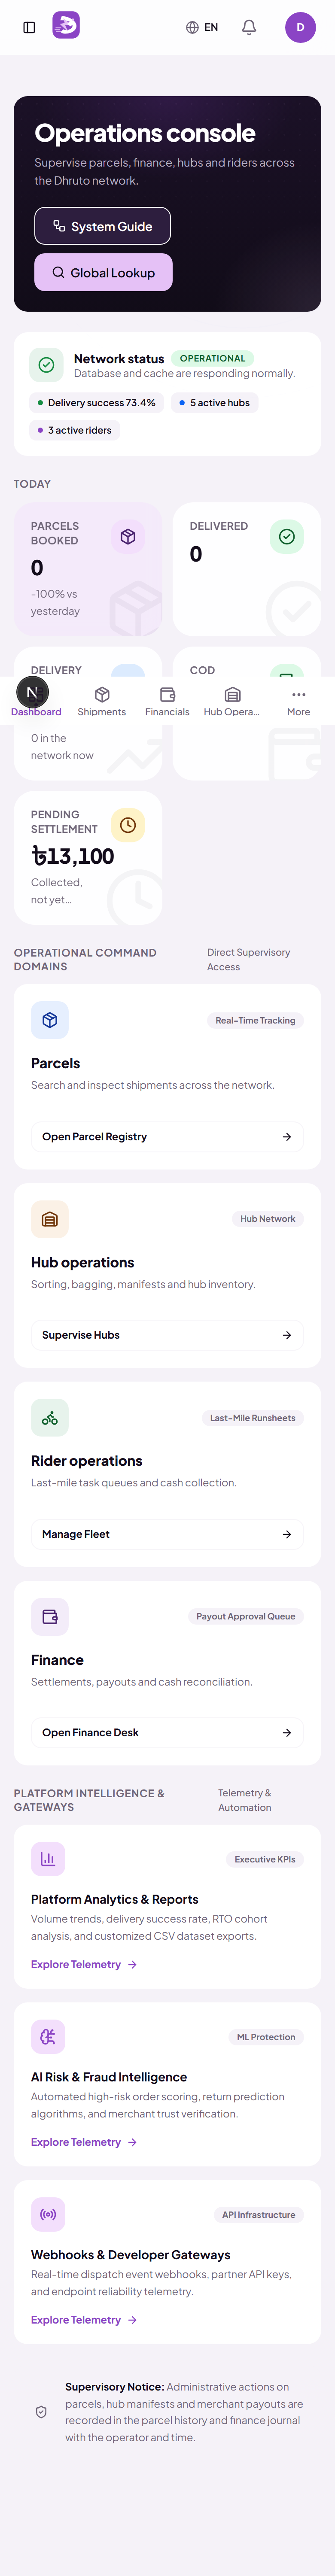 EN
D
Operations console
Supervise parcels, finance, hubs and riders across
the Dhruto network.
System Guide
Global Lookup
Network status OPERATIONAL
Database and cache are responding normally.
Delivery success 73.4%
5 active hubs
3 active riders
TODAY
PARCELS
BOOKED
0
-100% vs
yesterday
DELIVERED
0
DELIVERY
COD
N
Dashboard
Shipments
Financials
Hub Opera...
More
0 in the
network now
PENDING
SETTLEMENT
৳13,100
Collected,
not yet...
OPERATIONAL COMMAND
DOMAINS
Direct Supervisory
Access
Real-Time Tracking
Parcels
Search and inspect shipments across the network.
Open Parcel Registry
Hub Network
Hub operations
Sorting, bagging, manifests and hub inventory.
Supervise Hubs
Last-Mile Runsheets
Rider operations
Last-mile task queues and cash collection.
Manage Fleet
Payout Approval Queue
Finance
Settlements, payouts and cash reconciliation.
Open Finance Desk
PLATFORM INTELLIGENCE &
GATEWAYS
Telemetry &
Automation
Executive KPIs
Platform Analytics & Reports
Volume trends, delivery success rate, RTO cohort
analysis, and customized CSV dataset exports.
Explore Telemetry
ML Protection
AI Risk & Fraud Intelligence
Automated high-risk order scoring, return prediction
algorithms, and merchant trust verification.
Explore Telemetry
API Infrastructure
Webhooks & Developer Gateways
Real-time dispatch event webhooks, partner API keys,
and endpoint reliability telemetry.
Explore Telemetry
Supervisory Notice: Administrative actions on
parcels, hub manifests and merchant payouts are
recorded in the parcel history and finance journal
with the operator and time.